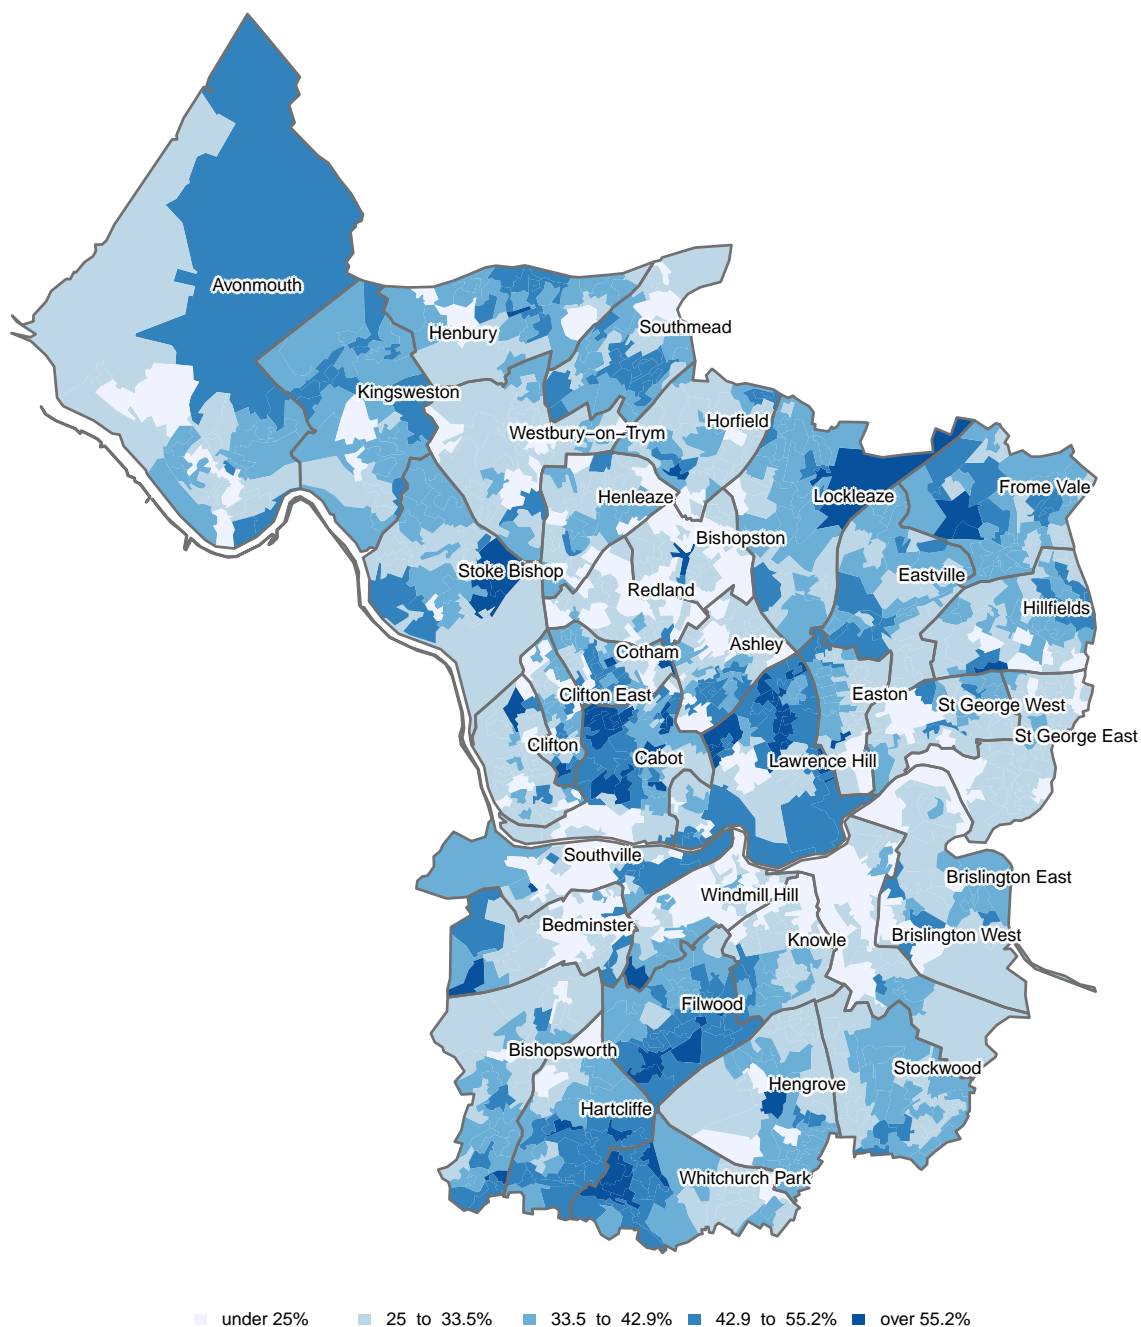 Avonmouth
Southmead
Henbury
Kingsweston
Horfield
Westbury–on–Trym
Frome Vale
Henleaze
Lockleaze
Bishopston
Stoke Bishop
Eastville
Redland
Hillfields
Ashley
Cotham
Clifton East
Easton
St George West
St George East
Clifton
Cabot
Lawrence Hill
Southville
Brislington East
Windmill Hill
Bedminster
Brislington West
Knowle
Filwood
Bishopsworth
Stockwood
Hengrove
Hartcliffe
Whitchurch Park
under 25% 25 to 33.5% 33.5 to 42.9% 42.9 to 55.2% over 55.2%